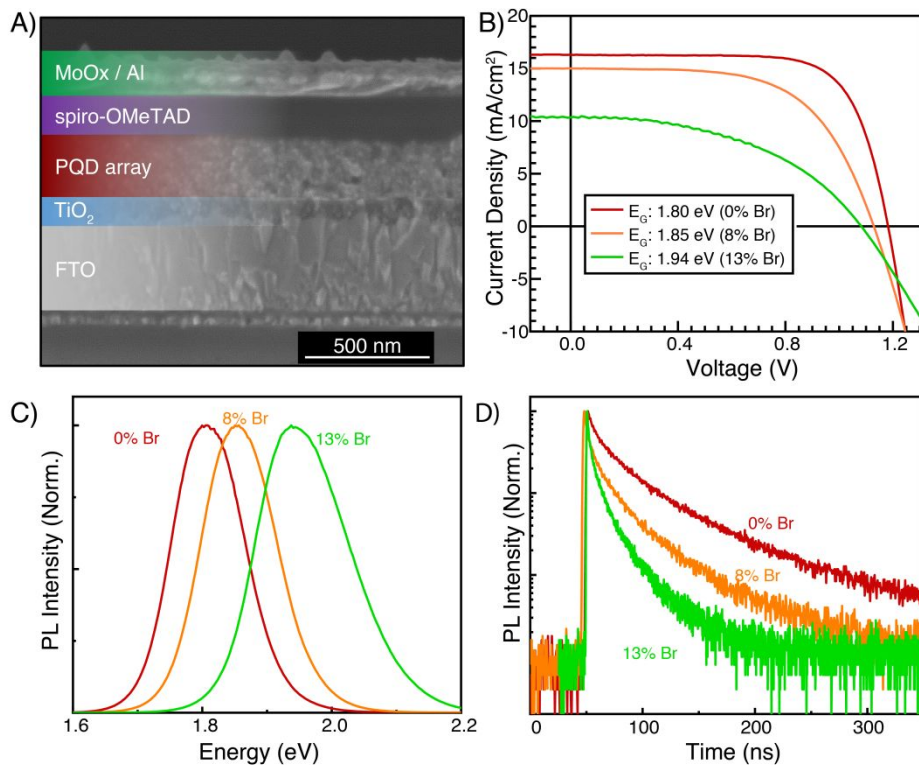 A)
MoOx / Al
spiro-OMeTAD
PQD array
TiO2
FTO
500 nm
B)
Current Density (mA/cm2)
20
15
10
5
0
-5
-10
EG: 1.80 eV (0% Br)
EG: 1.85 eV (8% Br)
EG: 1.94 eV (13% Br)
0.0 0.4 0.8 1.2
Voltage (V)
C)
PL Intensity (Norm.)
0% Br
8% Br
13% Br
1.6 1.8 2.0 2.2
Energy (eV)
D)
PL Intensity (Norm.)
0% Br
8% Br
13% Br
0 100 200 300
Time (ns)